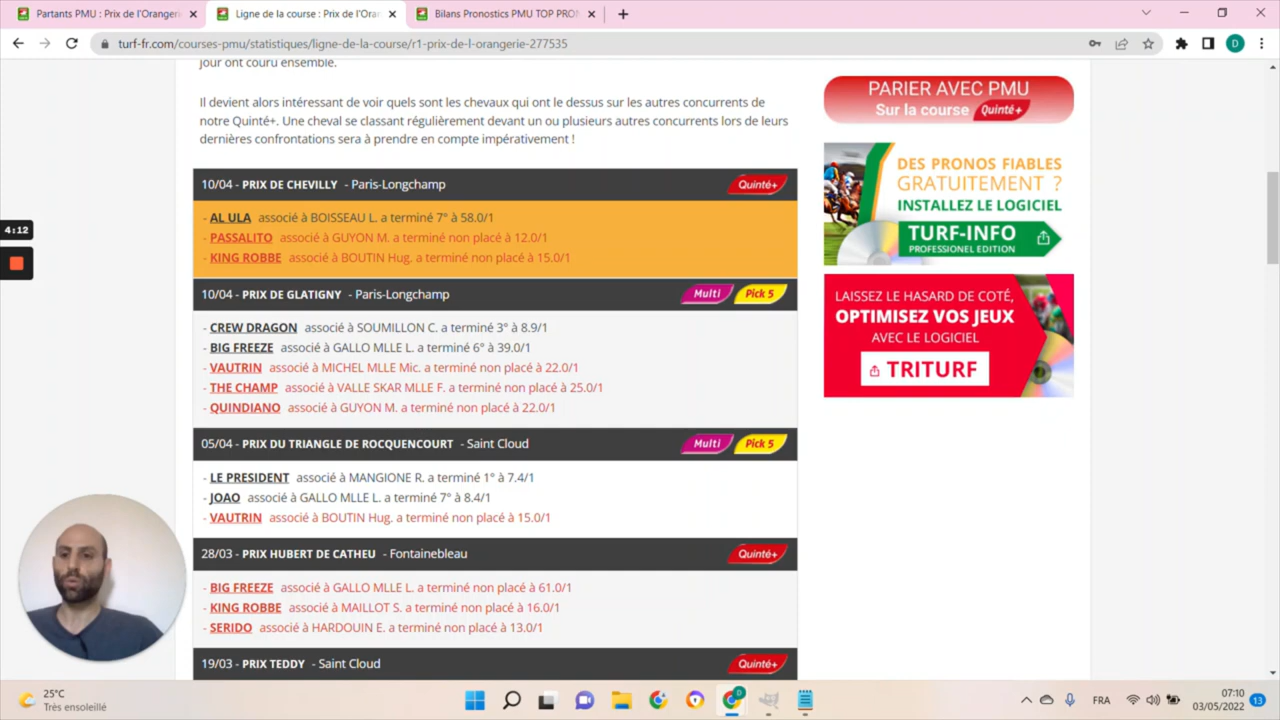 Partants PMU : Prix de l'Orangeri
Ligne de la course : Prix de l'Ora
Bilans Pronostics PMU TOP PRO
turf-fr.com/courses-pmu/statistiques/ligne-de-la-course/r1-prix-de-l-orangerie-277535
D
jour ont couru ensemble.
Il devient alors intéressant de voir quels sont les chevaux qui ont le dessus sur les autres concurrents de
notre Quinté+. Une cheval se classant régulièrement devant un ou plusieurs autres concurrents lors de leurs
dernières confrontations sera à prendre en compte impérativement !
10/04 - PRIX DE CHEVILLY - Paris-Longchamp Quinté+
- AL ULA associé à BOISSEAU L. a terminé 7° à 58.0/1
- PASSALITO associé à GUYON M. a terminé non placé à 12.0/1
- KING ROBBE associé à BOUTIN Hug. a terminé non placé à 15.0/1
10/04 - PRIX DE GLATIGNY - Paris-Longchamp Multi Pick 5
- CREW DRAGON associé à SOUMILLON C. a terminé 3° à 8.9/1
- BIG FREEZE associé à GALLO MLLE L. a terminé 6° à 39.0/1
- VAUTRIN associé à MICHEL MLLE Mic. a terminé non placé à 22.0/1
- THE CHAMP associé à VALLE SKAR MLLE F. a terminé non placé à 25.0/1
- QUINDIANO associé à GUYON M. a terminé non placé à 22.0/1
05/04 - PRIX DU TRIANGLE DE ROCQUENCOURT - Saint Cloud Multi Pick 5
- LE PRESIDENT associé à MANGIONE R. a terminé 1° à 7.4/1
- JOAO associé à GALLO MLLE L. a terminé 7° à 8.4/1
- VAUTRIN associé à BOUTIN Hug. a terminé non placé à 15.0/1
28/03 - PRIX HUBERT DE CATHEU - Fontainebleau Quinté+
- BIG FREEZE associé à GALLO MLLE L. a terminé non placé à 61.0/1
- KING ROBBE associé à MAILLOT S. a terminé non placé à 16.0/1
- SERIDO associé à HARDOUIN E. a terminé non placé à 13.0/1
19/03 - PRIX TEDDY - Saint Cloud Quinté+
PARIER AVEC PMU
Sur la course Quinté+
DES PRONOS FIABLES
GRATUITEMENT ?
INSTALLEZ LE LOGICIEL
TURF-INFO
PROFESSIONEL EDITION
LAISSEZ LE HASARD DE COTÉ,
OPTIMISEZ VOS JEUX
AVEC LE LOGICIEL
TRITURF
4:12
25°C
Très ensoleillé
D
FRA
07:10
03/05/2022
13